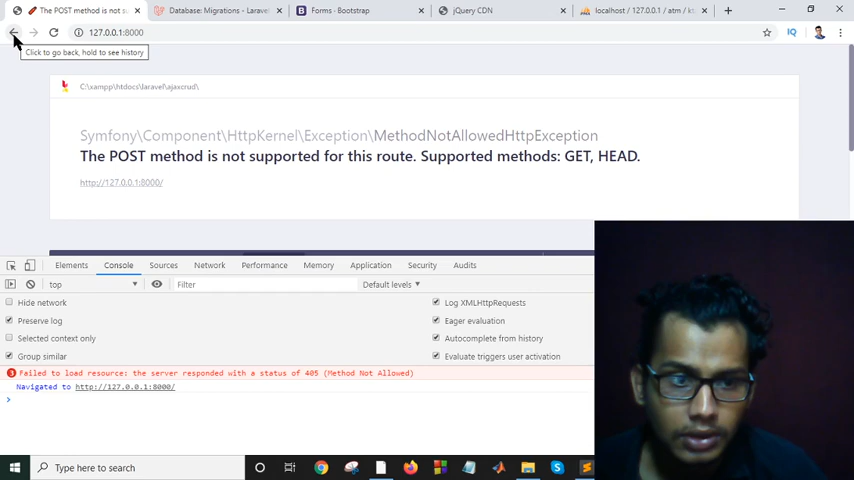 The POST method is not su
Database: Migrations - Laravel
Forms · Bootstrap
jQuery CDN
localhost / 127.0.0.1 / atm / kt
127.0.0.1:8000
IQ
Click to go back, hold to see history
C:\xampp\htdocs\laravel\ajaxcrud\
Symfony\Component\HttpKernel\Exception\MethodNotAllowedHttpException
The POST method is not supported for this route. Supported methods: GET, HEAD.
http://127.0.0.1:8000/
Elements Console Sources Network Performance Memory Application Security Audits
top Filter Default levels
Hide network Log XMLHttpRequests
Preserve log Eager evaluation
Selected context only Autocomplete from history
Group similar Evaluate triggers user activation
3 Failed to load resource: the server responded with a status of 405 (Method Not Allowed)
Navigated to http://127.0.0.1:8000/
Type here to search